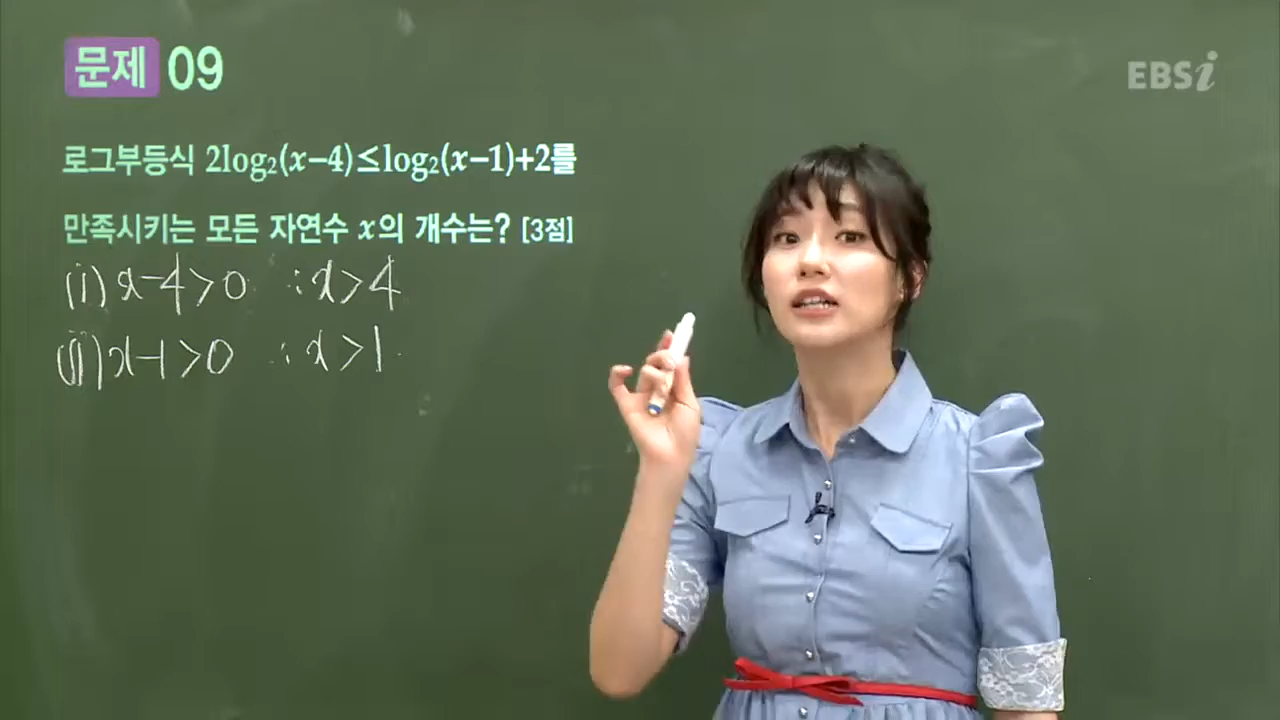 문제 09
EBSi
로그부등식 2log₂(x−4)≤log₂(x−1)+2를
만족시키는 모든 자연수 x의 개수는? [3점]
(i) x−4>0 ∴x>4
(ii) x−1>0 ∴x>1